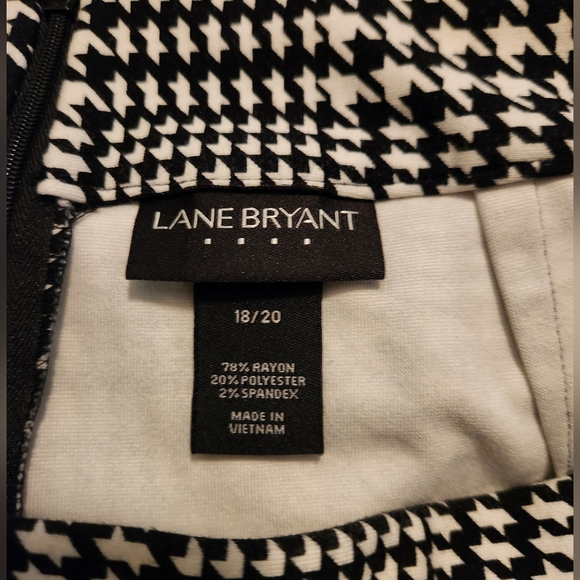 LANE BRYANT
18/20
78% RAYON
20% POLYESTER
2% SPANDEX
MADE IN
VIETNAM